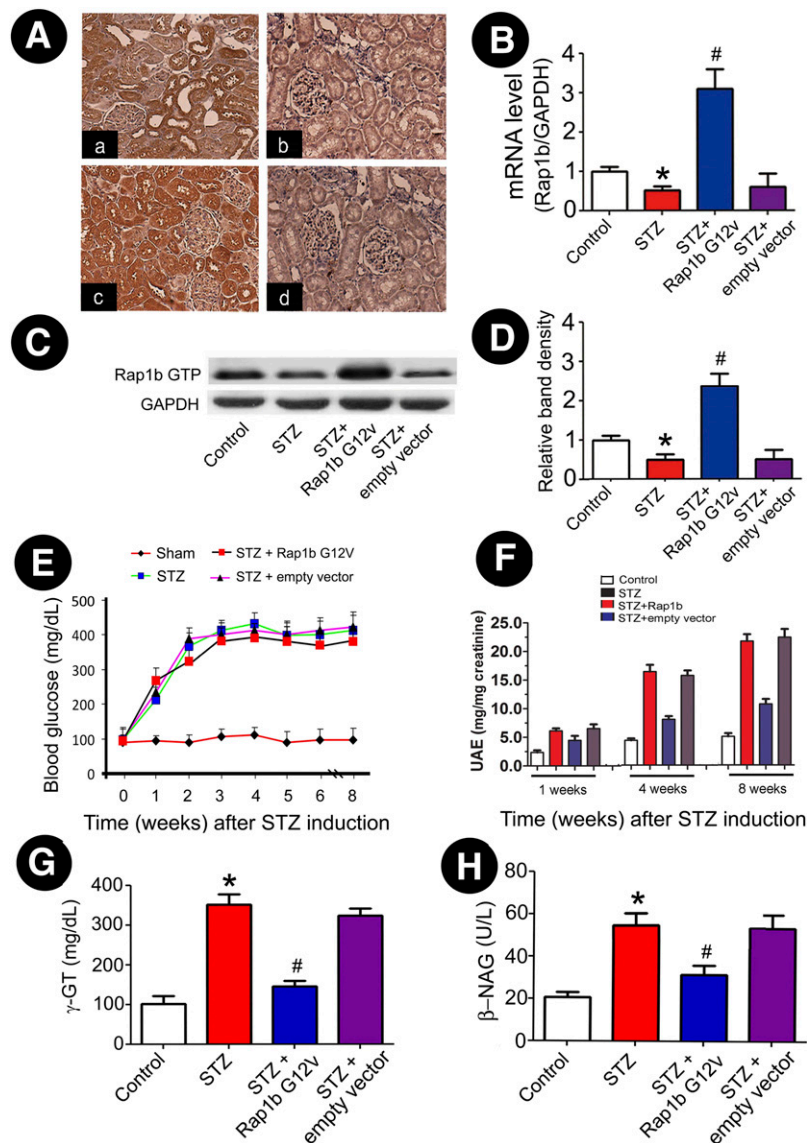 A
a
b
c
d
B
mRNA level
(Rap1b/GAPDH)
4
3
2
1
0
#
*
Control
STZ
STZ+
Rap1b G12v
STZ+
empty vector
C
Rap1b GTP
GAPDH
Control
STZ
STZ+
Rap1b G12v
STZ+
empty vector
D
Relative band density
4
3
2
1
0
#
*
Control
STZ
STZ+
Rap1b G12v
STZ+
empty vector
E
Sham
STZ + Rap1b G12V
STZ
STZ + empty vector
Blood glucose (mg/dL)
500
400
300
200
100
0
0 1 2 3 4 5 6 8
Time (weeks) after STZ induction
F
Control
STZ
STZ+Rap1b
STZ+empty vector
UAE (mg/mg creatinine)
25.0
20.0
15.0
10.0
5.0
0.0
1 weeks
4 weeks
8 weeks
Time (weeks) after STZ induction
G
γ-GT (mg/dL)
400
300
200
100
0
*
#
Control
STZ
STZ +
Rap1b G12v
STZ +
empty vector
H
β-NAG (U/L)
80
60
40
20
0
*
#
Control
STZ
STZ +
Rap1b G12v
STZ +
empty vector